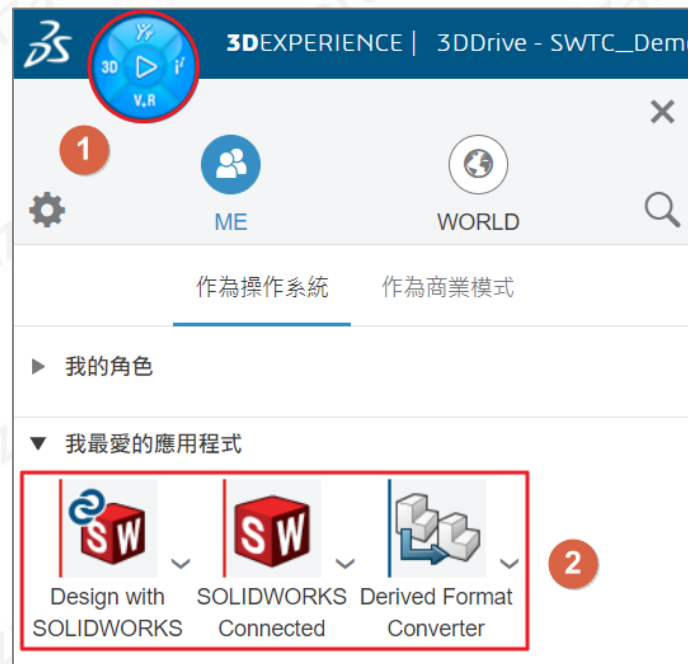 3DEXPERIENCE | 3DDrive - SWTC_Dem
3D
V.R
1
ME
WORLD
作為操作系統
作為商業模式
我的角色
我最愛的應用程式
SW
SW
Design with
SOLIDWORKS
SOLIDWORKS
Connected
Derived Format
Converter
2